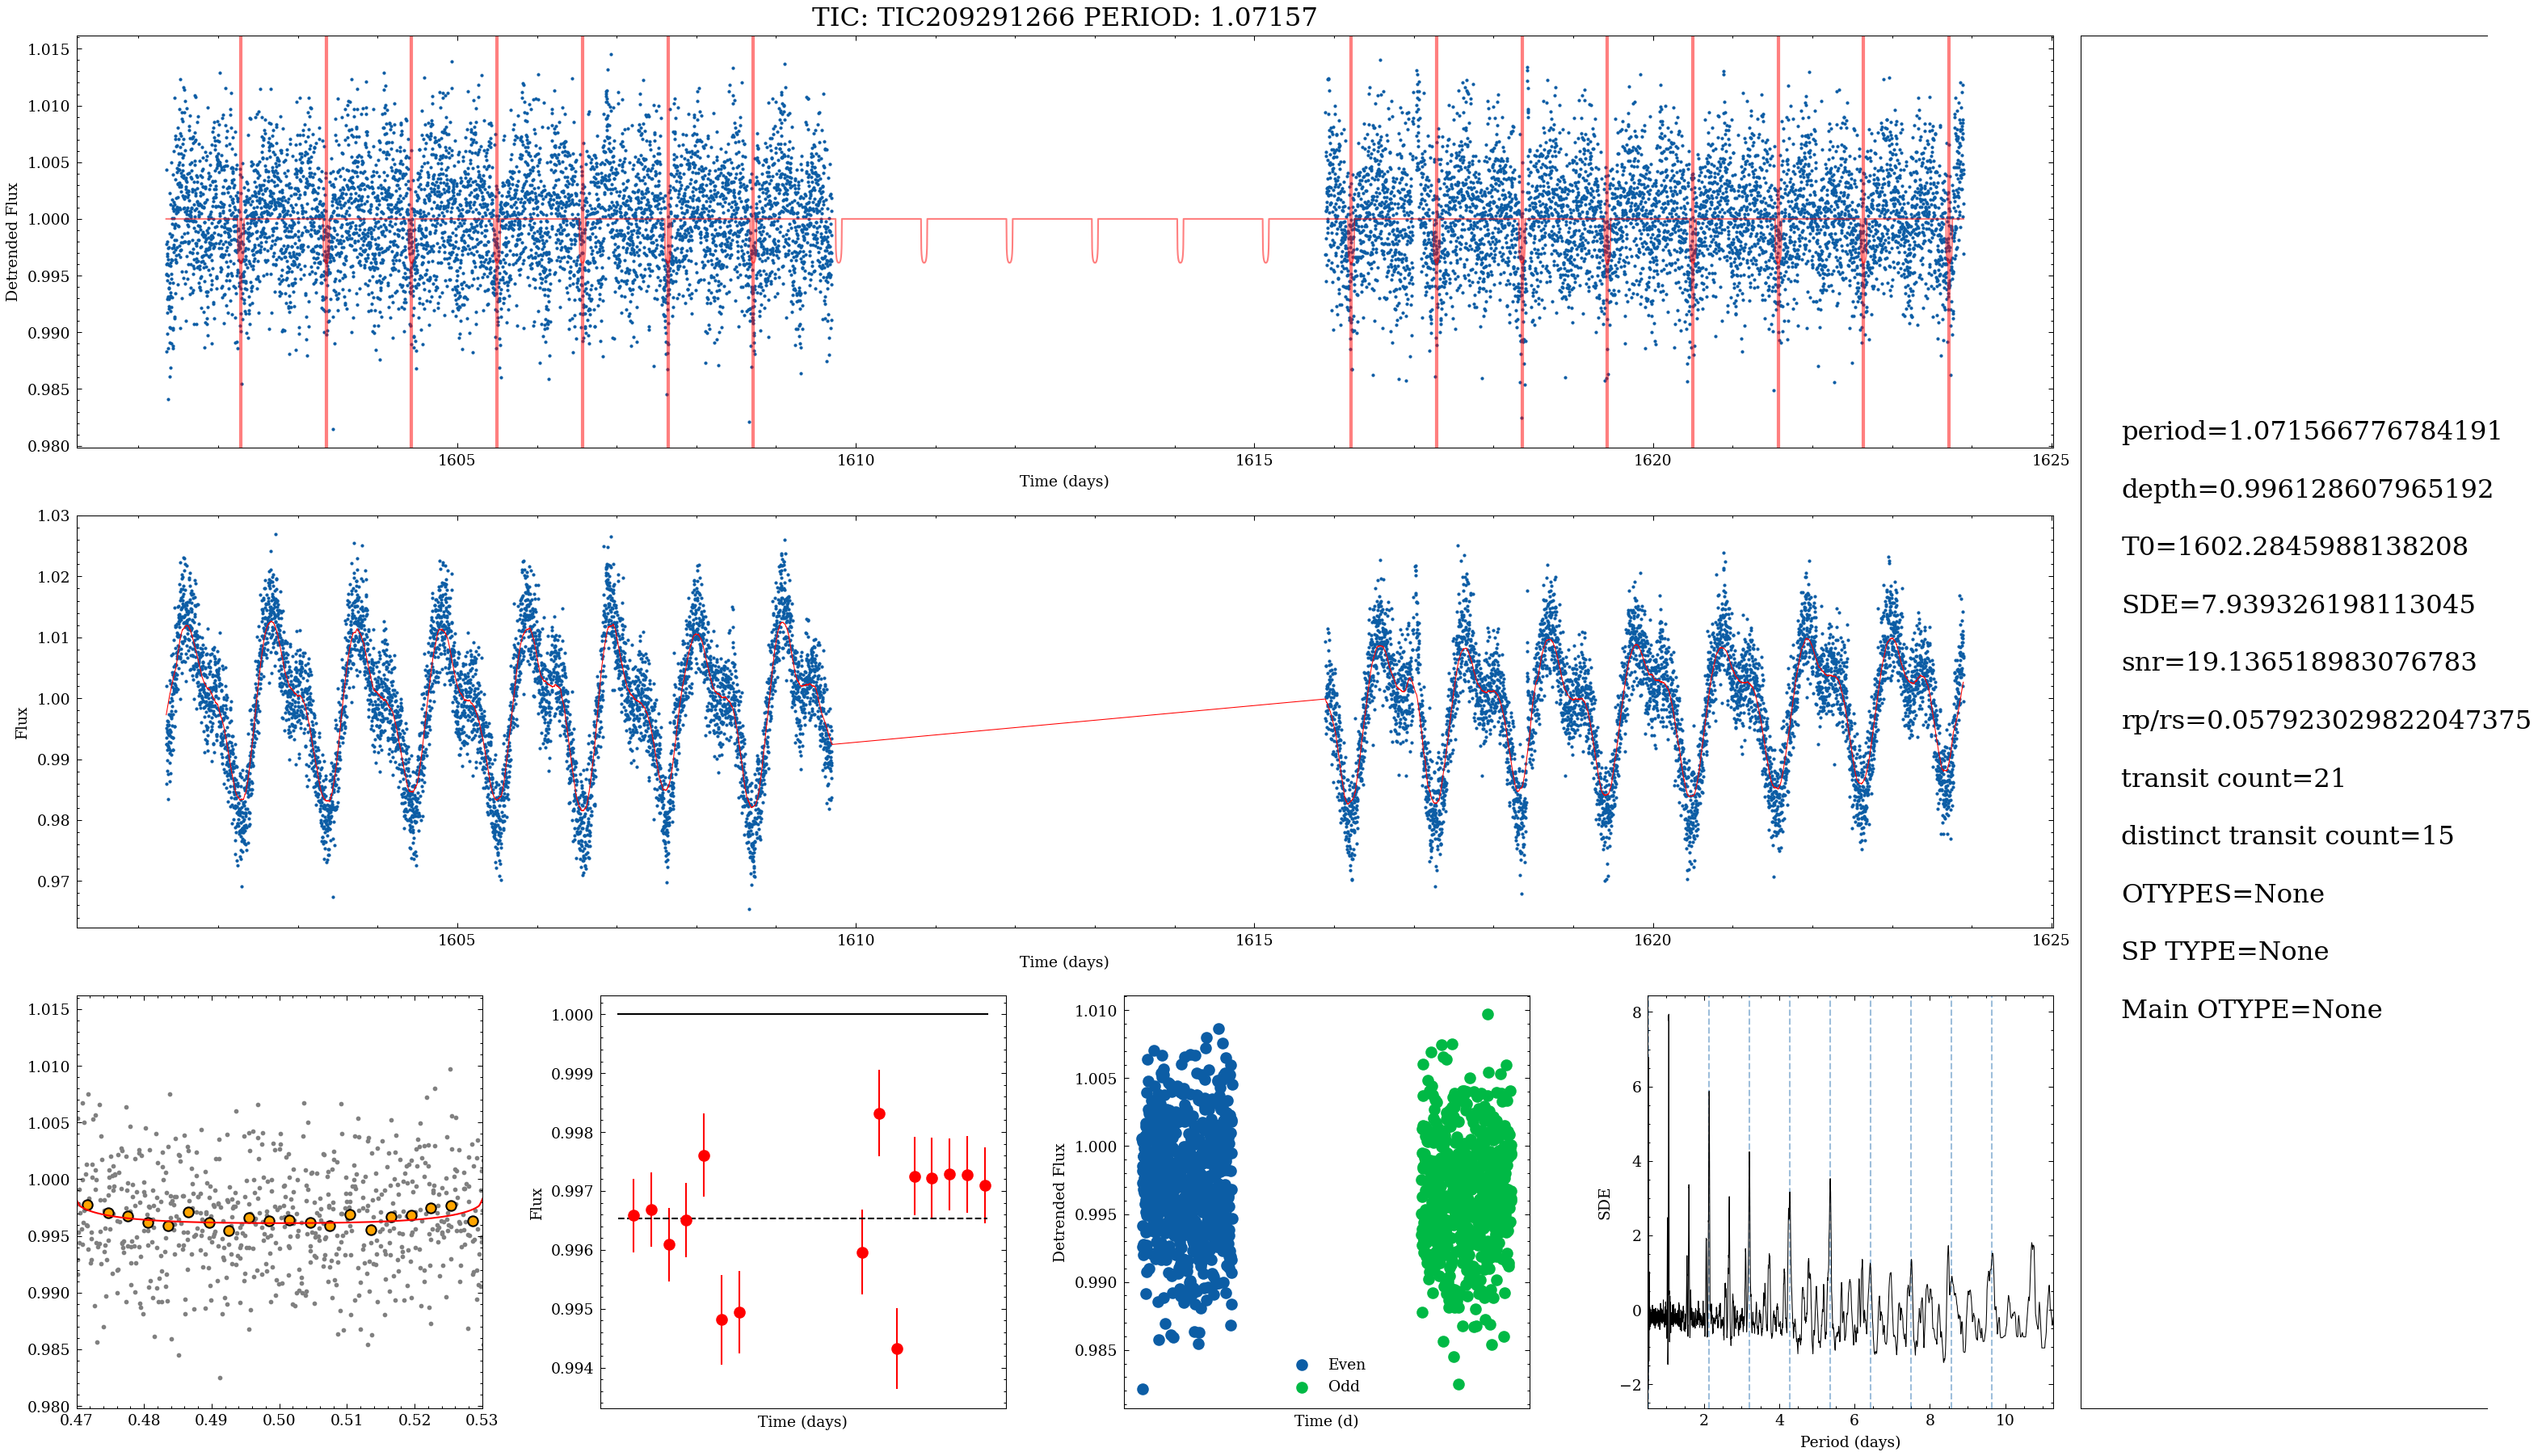 TIC: TIC209291266 PERIOD: 1.07157
1.015
1.010
1.005
1.000
0.995
0.990
0.985
0.980
Detrended Flux
1605
1610
1615
1620
1625
Time (days)
1.03
1.02
1.01
1.00
0.99
0.98
0.97
Flux
1605
1610
1615
1620
1625
Time (days)
period=1.071566776784191
depth=0.996128607965192
T0=1602.2845988138208
SDE=7.939326198113045
snr=19.136518983076783
rp/rs=0.057923029822047375
transit count=21
distinct transit count=15
OTYPES=None
SP TYPE=None
Main OTYPE=None
1.015
1.010
1.005
1.000
0.995
0.990
0.985
0.980
0.47
0.48
0.49
0.50
0.51
0.52
0.53
1.000
0.999
0.998
0.997
0.996
0.995
0.994
Flux
Time (days)
1.010
1.005
1.000
0.995
0.990
0.985
Detrended Flux
Even
Odd
Time (d)
8
6
4
2
0
−2
SDE
2
4
6
8
10
Period (days)